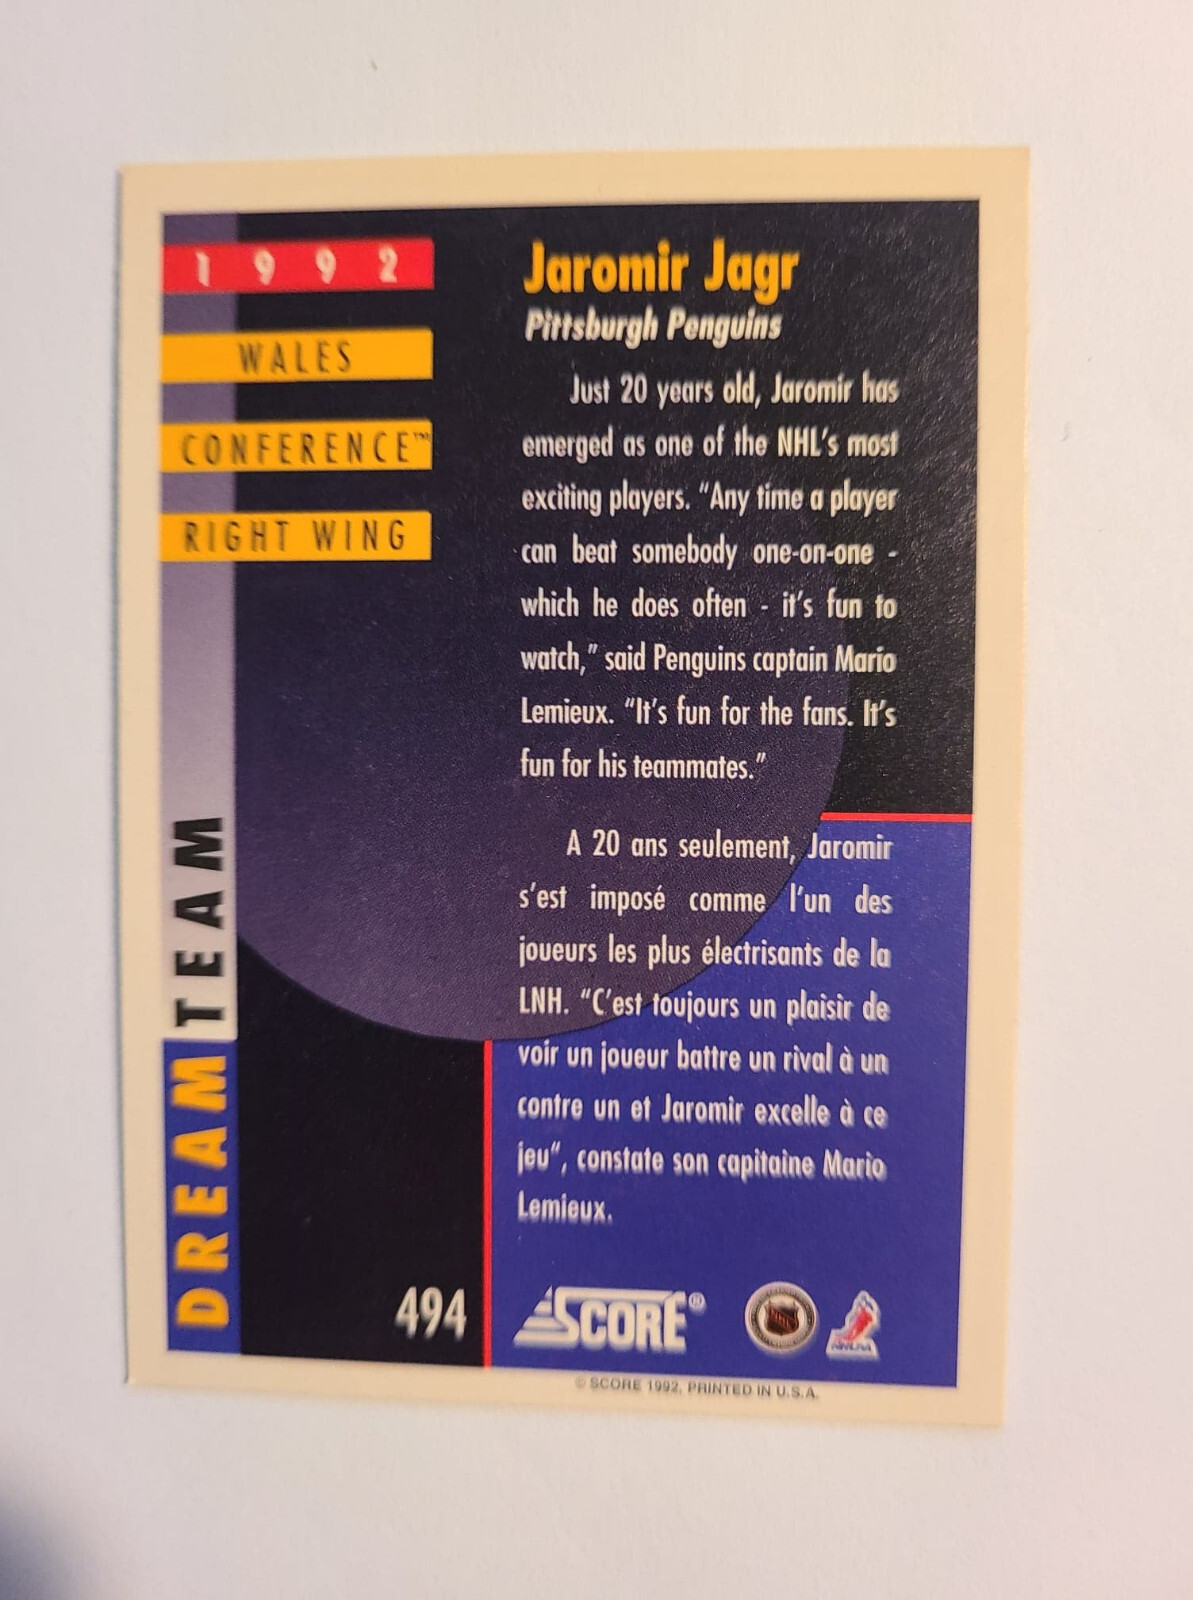 1992
WALES
CONFERENCE™
RIGHT WING
DREAM TEAM
Jaromir Jagr
Pittsburgh Penguins
Just 20 years old, Jaromir has
emerged as one of the NHL's most
exciting players. "Any time a player
can beat somebody one-on-one -
which he does often - it's fun to
watch," said Penguins captain Mario
Lemieux. "It's fun for the fans. It's
fun for his teammates."
A 20 ans seulement, Jaromir
s'est imposé comme l'un des
joueurs les plus électrisants de la
LNH. "C'est toujours un plaisir de
voir un joueur battre un rival à un
contre un et Jaromir excelle à ce
jeu", constate son capitaine Mario
Lemieux.
494
SCORE®
NHLPA
© SCORE 1992, PRINTED IN U.S.A.